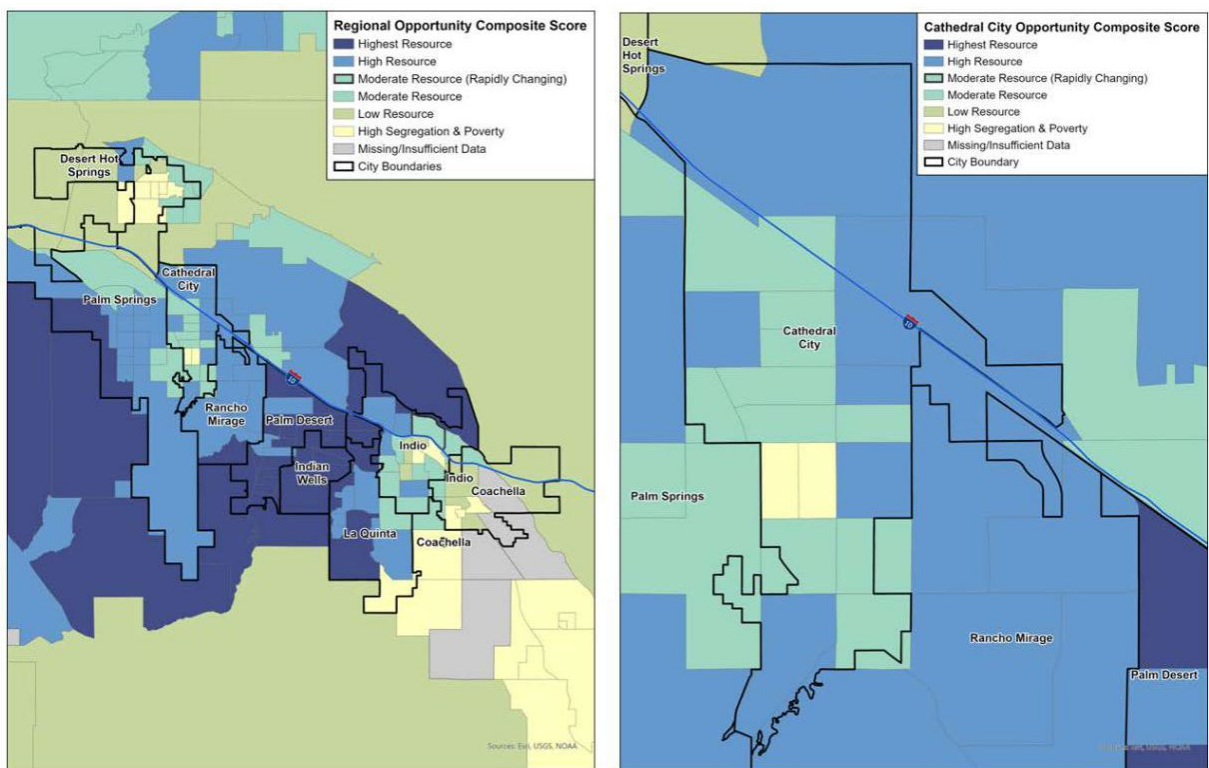 Regional Opportunity Composite Score
Highest Resource
High Resource
Moderate Resource (Rapidly Changing)
Moderate Resource
Low Resource
High Segregation & Poverty
Missing/Insufficient Data
City Boundaries
Desert Hot
Springs
Cathedral
City
Palm Springs
10
Rancho
Mirage
Palm Desert
Indio
Indian
Wells
Indio
Coachella
La Quinta
Coachella
Sources: Esri, USGS, NOAA
Cathedral City Opportunity Composite Score
Highest Resource
High Resource
Moderate Resource (Rapidly Changing)
Moderate Resource
Low Resource
High Segregation & Poverty
Missing/Insufficient Data
City Boundary
Desert
Hot
Springs
10
Cathedral
City
Palm Springs
Rancho Mirage
Palm Desert
USGS, NOAA